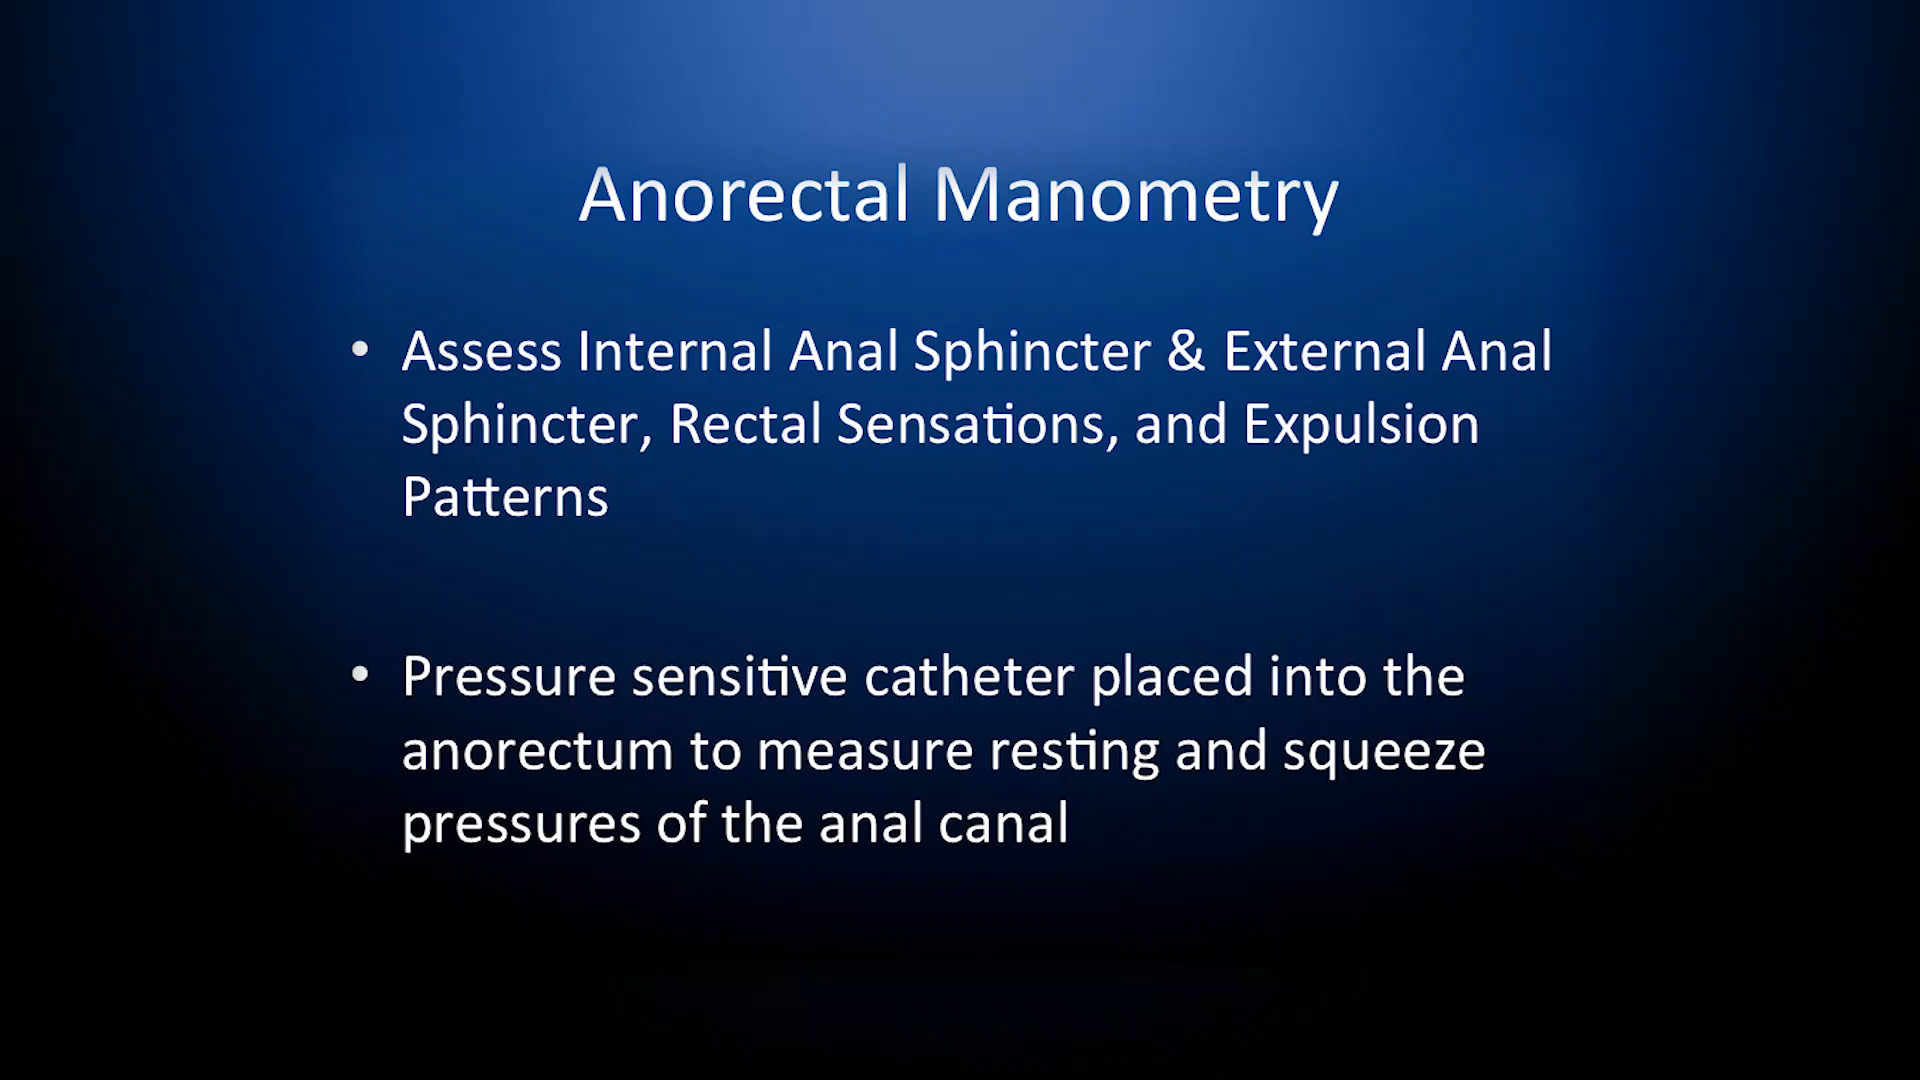 Anorectal Manometry
• Assess Internal Anal Sphincter & External Anal
Sphincter, Rectal Sensations, and Expulsion
Patterns
• Pressure sensitive catheter placed into the
anorectum to measure resting and squeeze
pressures of the anal canal